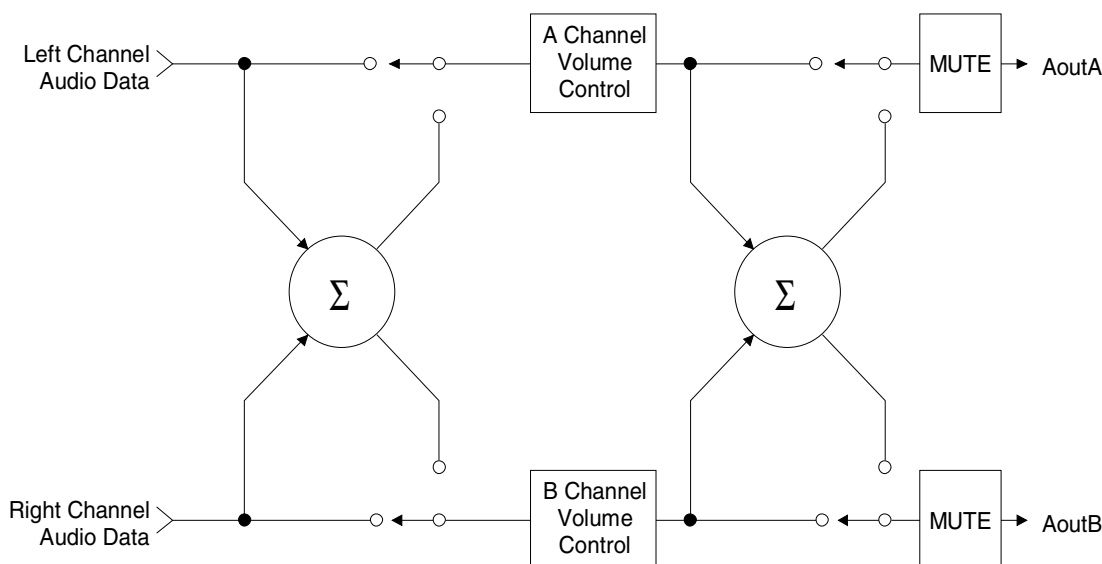 Left Channel
Audio Data
A Channel
Volume
Control
MUTE
AoutA
Σ
Σ
Right Channel
Audio Data
B Channel
Volume
Control
MUTE
AoutB